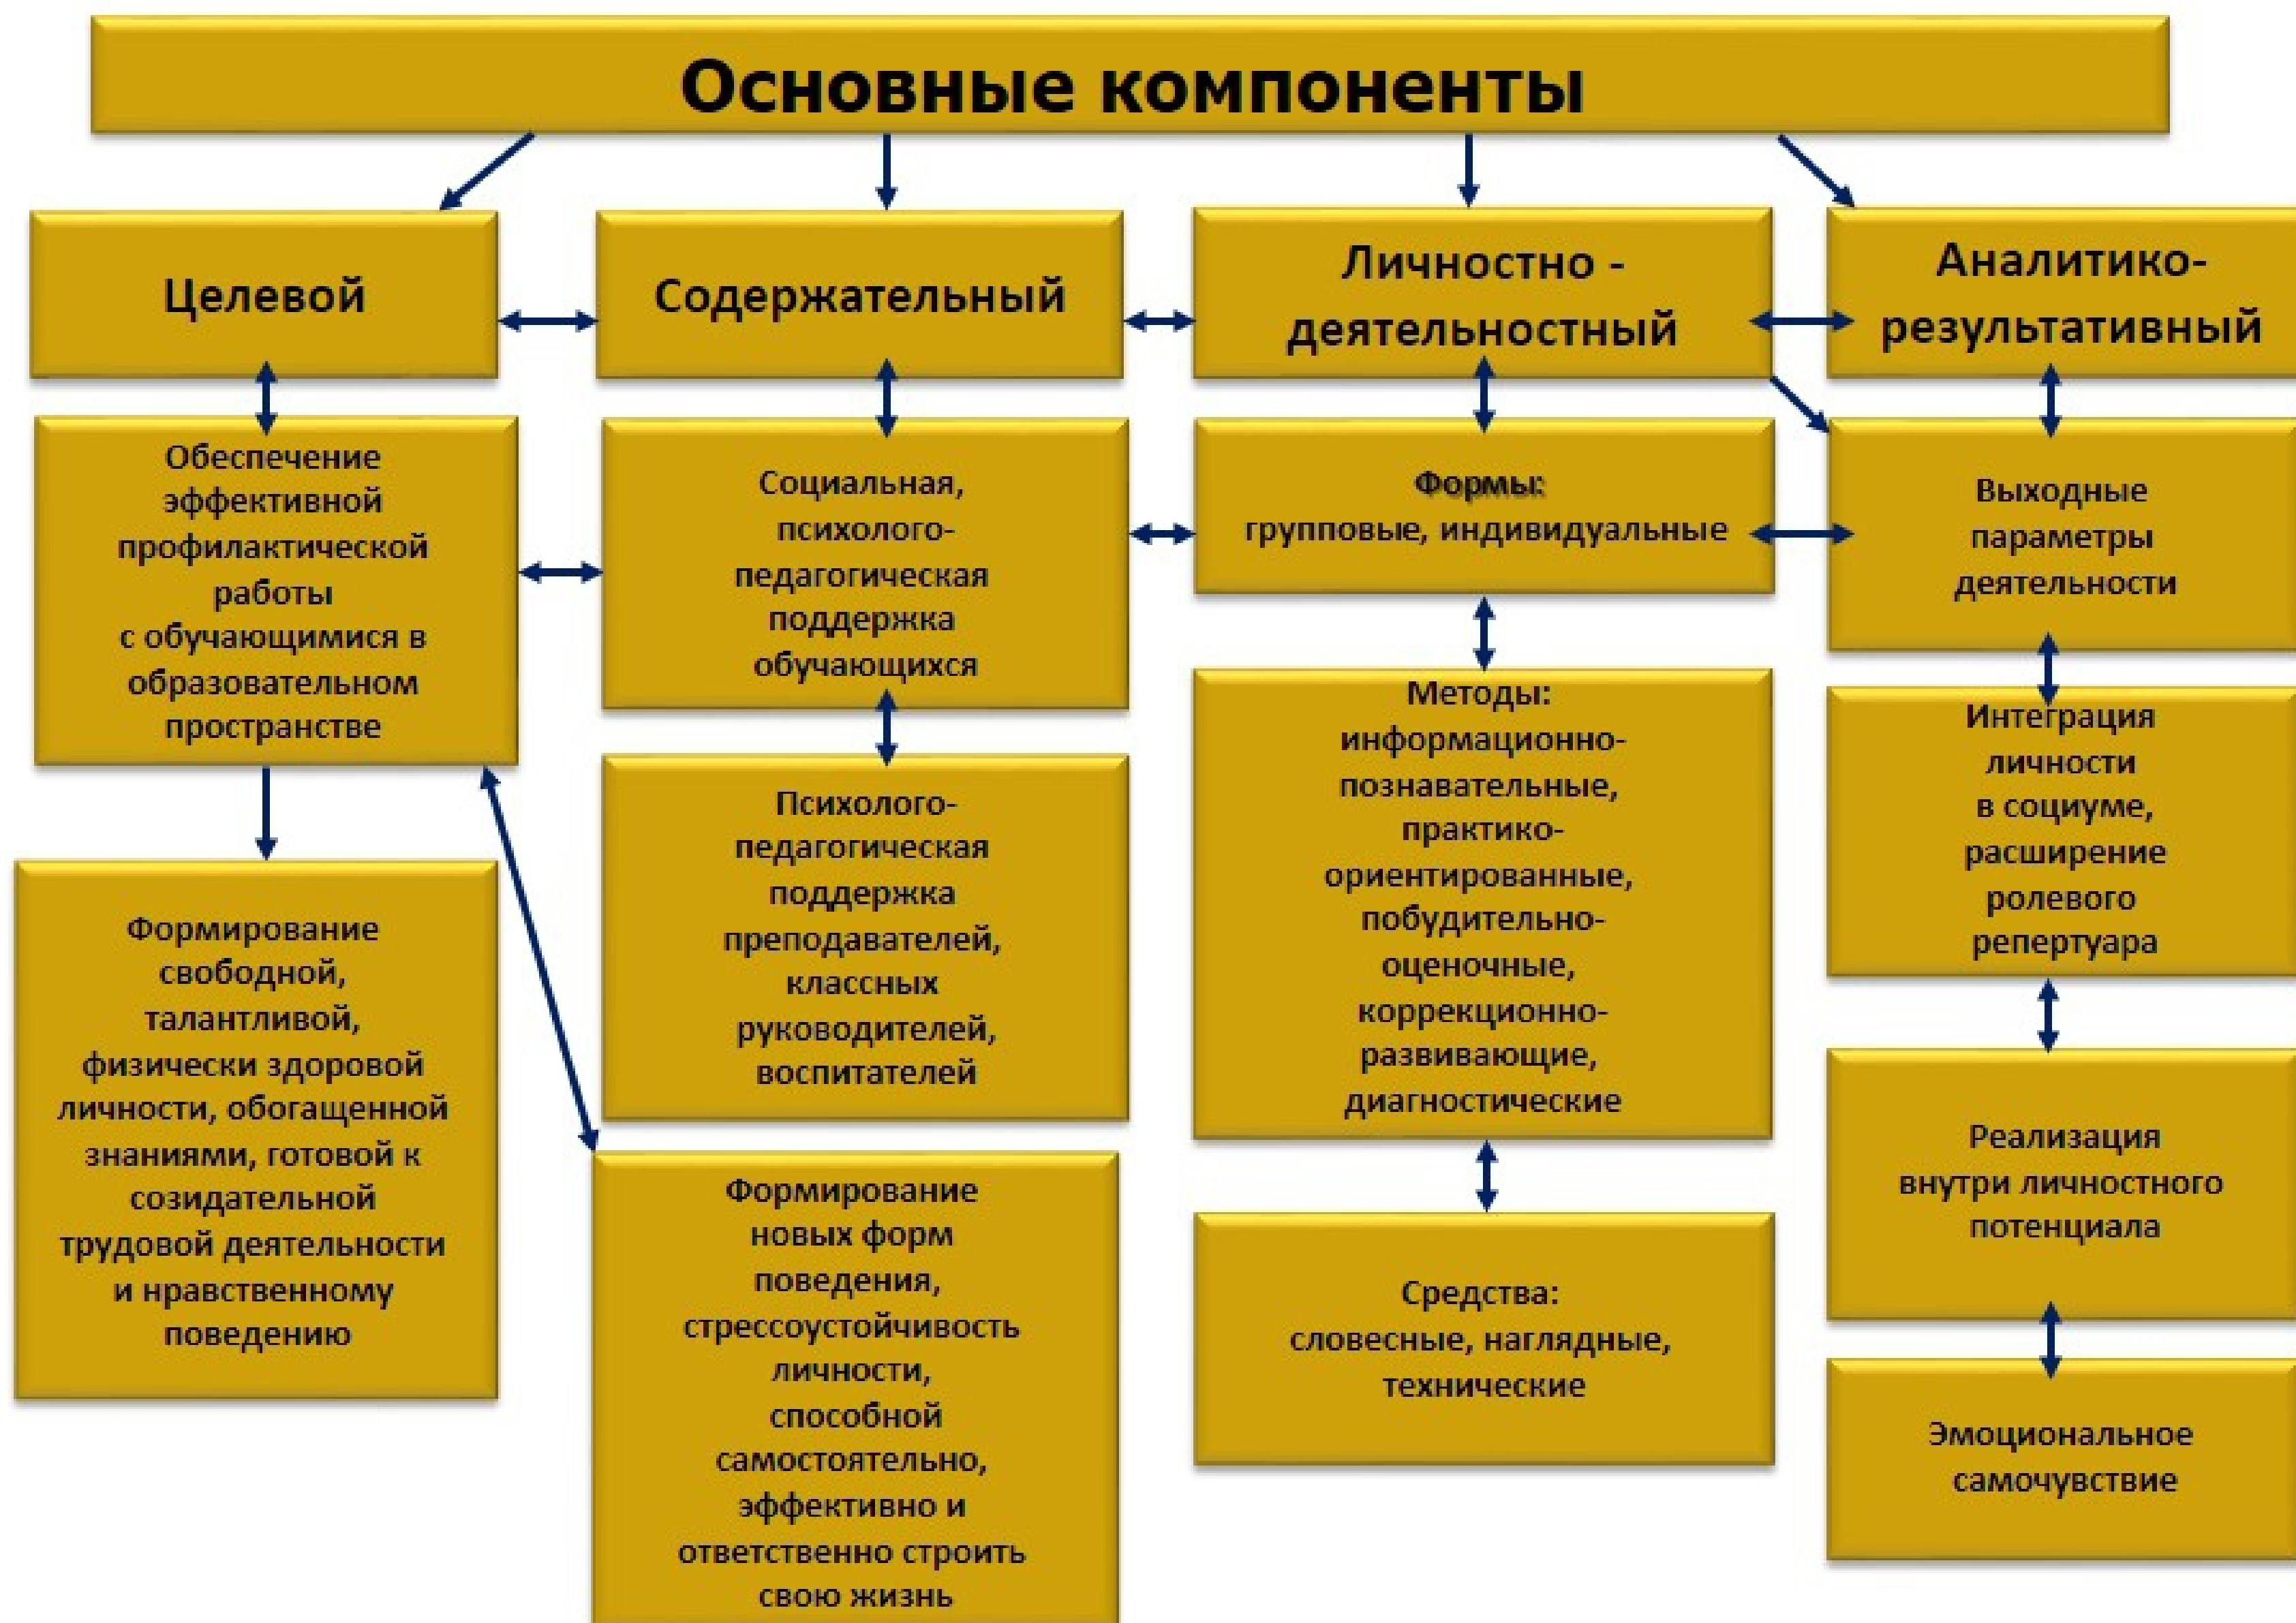 Основные компоненты
Целевой
Содержательный
Личностно -
деятельностный
Аналитико-
результативный
Обеспечение
эффективной
профилактической
работы
с обучающимися в
образовательном
пространстве
Социальная,
психолого-
педагогическая
поддержка
обучающихся
Формы:
групповые, индивидуальные
Выходные
параметры
деятельности
Формирование
свободной,
талантливой,
физически здоровой
личности, обогащенной
знаниями, готовой к
созидательной
трудовой деятельности
и нравственному
поведению
Психолого-
педагогическая
поддержка
преподавателей,
классных
руководителей,
воспитателей
Формирование
новых форм
поведения,
стрессоустойчивость
личности,
способной
самостоятельно,
эффективно и
ответственно строить
свою жизнь
Методы:
информационно-
познавательные,
практико-
ориентированные,
побудительно-
оценочные,
коррекционно-
развивающие,
диагностические
Средства:
словесные, наглядные,
технические
Интеграция
личности
в социуме,
расширение
ролевого
репертуара
Реализация
внутри личностного
потенциала
Эмоциональное
самочувствие